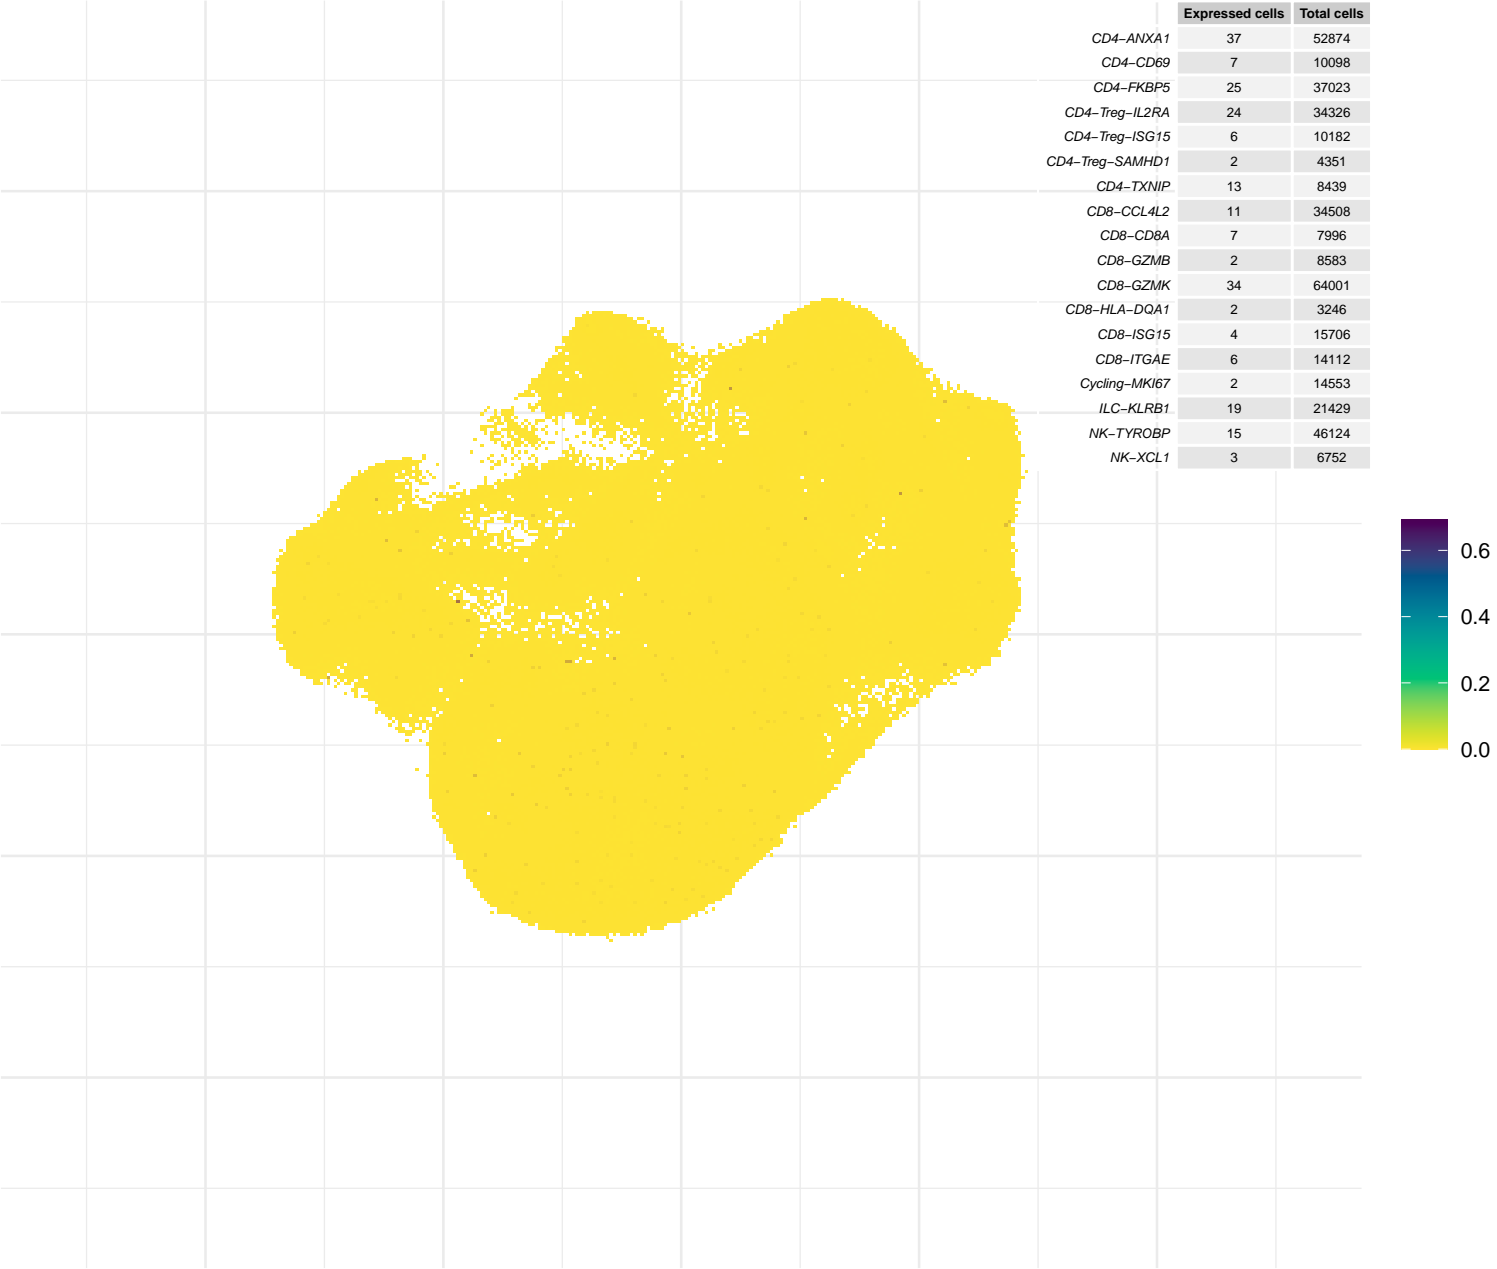 Expressed cells Total cells
CD4−ANXA1 37 52874
CD4−CD69 7 10098
CD4−FKBP5 25 37023
CD4−Treg−IL2RA 24 34326
CD4−Treg−ISG15 6 10182
CD4−Treg−SAMHD1 2 4351
CD4−TXNIP 13 8439
CD8−CCL4L2 11 34508
CD8−CD8A 7 7996
CD8−GZMB 2 8583
CD8−GZMK 34 64001
CD8−HLA−DQA1 2 3246
CD8−ISG15 4 15706
CD8−ITGAE 6 14112
Cycling−MKI67 2 14553
ILC−KLRB1 19 21429
NK−TYROBP 15 46124
NK−XCL1 3 6752
0.6
0.4
0.2
0.0